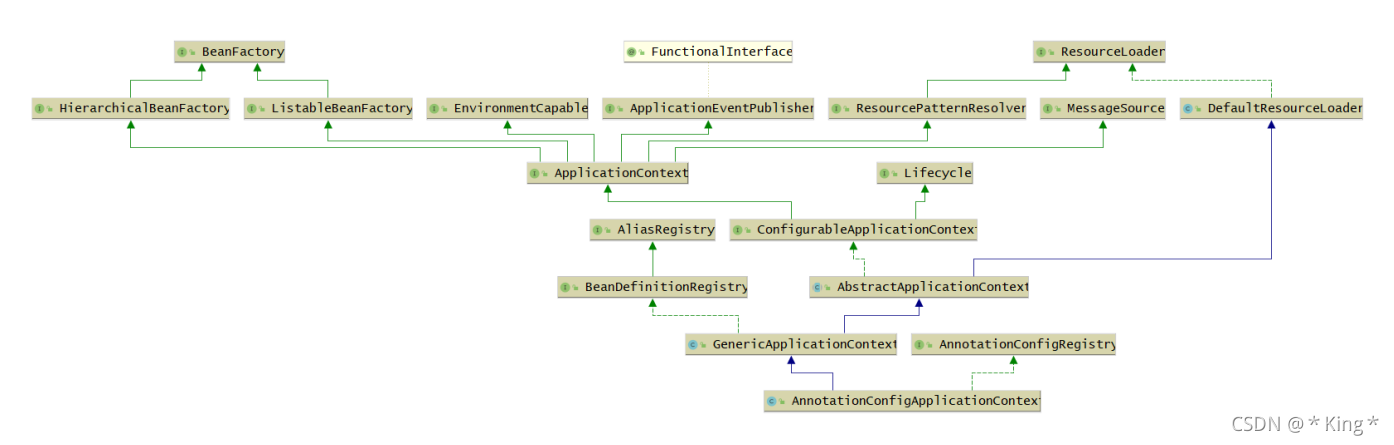 BeanFactory
FunctionalInterface
ResourceLoader
HierarchicalBeanFactory
ListableBeanFactory
EnvironmentCapable
ApplicationEventPublisher
ResourcePatternResolver
MessageSource
DefaultResourceLoader
ApplicationContext
Lifecycle
AliasRegistry
ConfigurableApplicationContext
BeanDefinitionRegistry
AbstractApplicationContext
GenericApplicationContext
AnnotationConfigRegistry
AnnotationConfigApplicationContext
CSDN @*King*